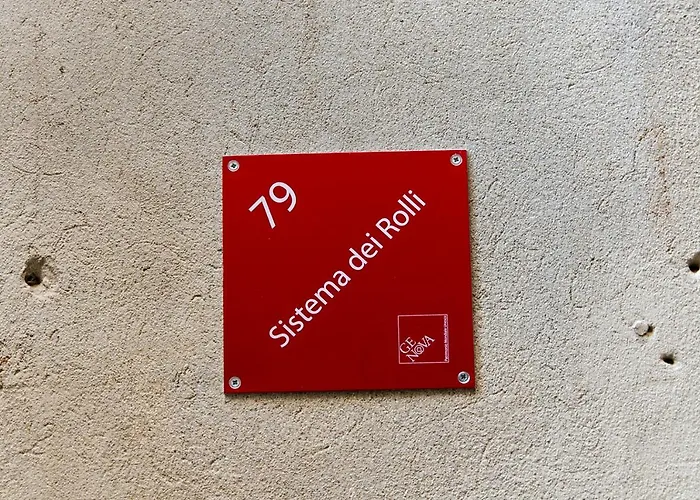 79
Sistema dei Rolli
GE
NOVA